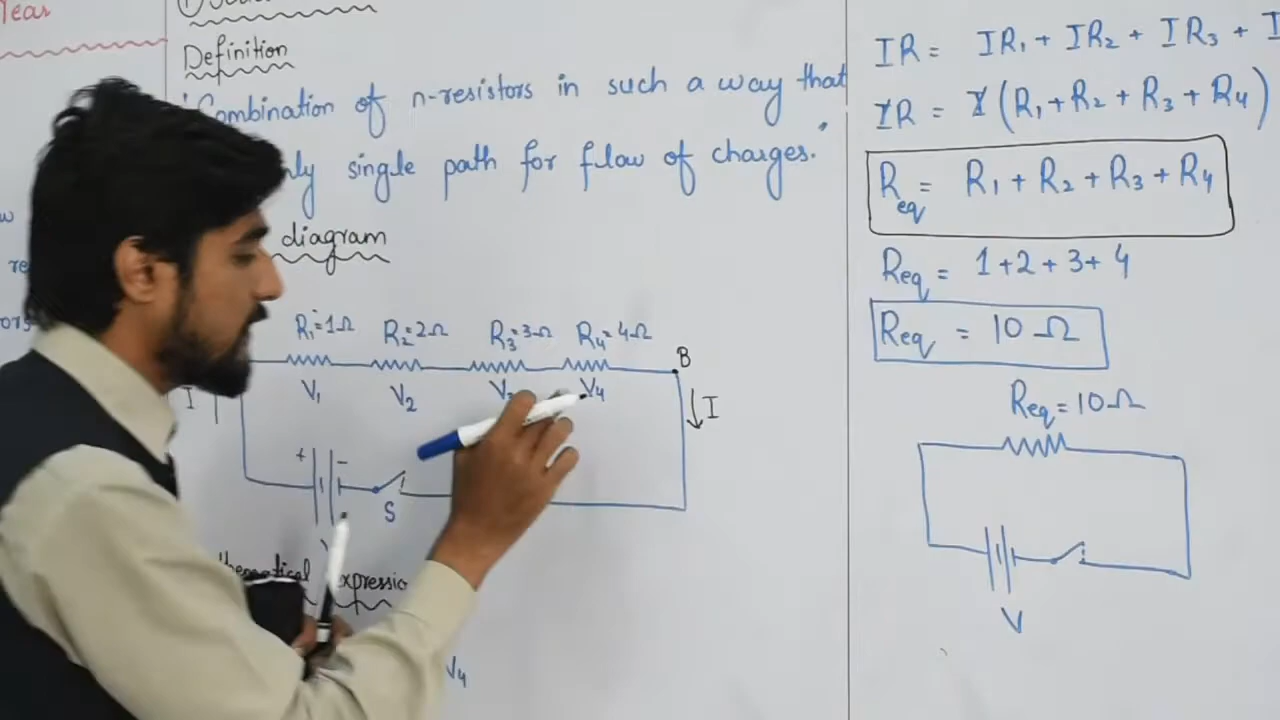 Year
Definition
Combination of n-resistors in such a way that
single path for flow of charges."
diagram
R₁=1Ω R₂=2Ω R₃=3Ω R₄=4Ω
B
V₁ V₂ V₄
I
I
+ -
S
expressio
V₄
IR = IR₁ + IR₂ + IR₃ + I
IR = I (R₁ + R₂ + R₃ + R₄)
Req = R₁ + R₂ + R₃ + R₄
Req = 1+2+3+4
Req = 10 Ω
Req = 10Ω
V